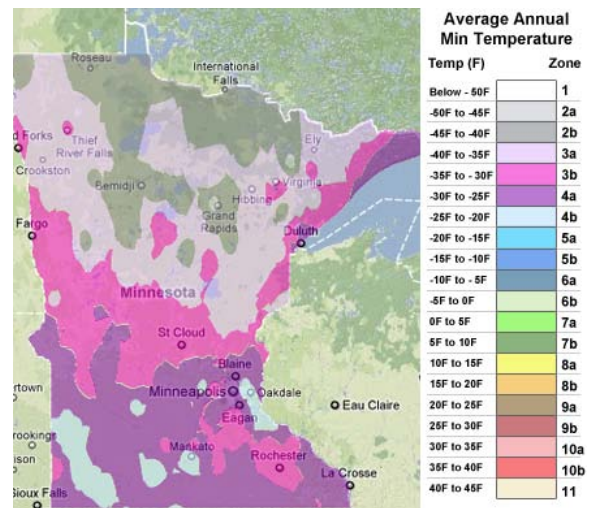 Roseau
International
Falls
d Forks
Thief
River Falls
Crookston
Ely
Bemidji
Virginia
Hibbing
Grand
Rapids
Fargo
Duluth
Minnesota
St Cloud
Blaine
Minneapolis
Oakdale
Eagan
rtown
Eau Claire
rookings
Mankato
ison
Rochester
La Crosse
Sioux Falls
Average Annual
Min Temperature
Temp (F) Zone
Below - 50F 1
-50F to -45F 2a
-45F to -40F 2b
-40F to -35F 3a
-35F to - 30F 3b
-30F to -25F 4a
-25F to -20F 4b
-20F to -15F 5a
-15F to -10F 5b
-10F to - 5F 6a
-5F to 0F 6b
0F to 5F 7a
5F to 10F 7b
10F to 15F 8a
15F to 20F 8b
20F to 25F 9a
25F to 30F 9b
30F to 35F 10a
35F to 40F 10b
40F to 45F 11